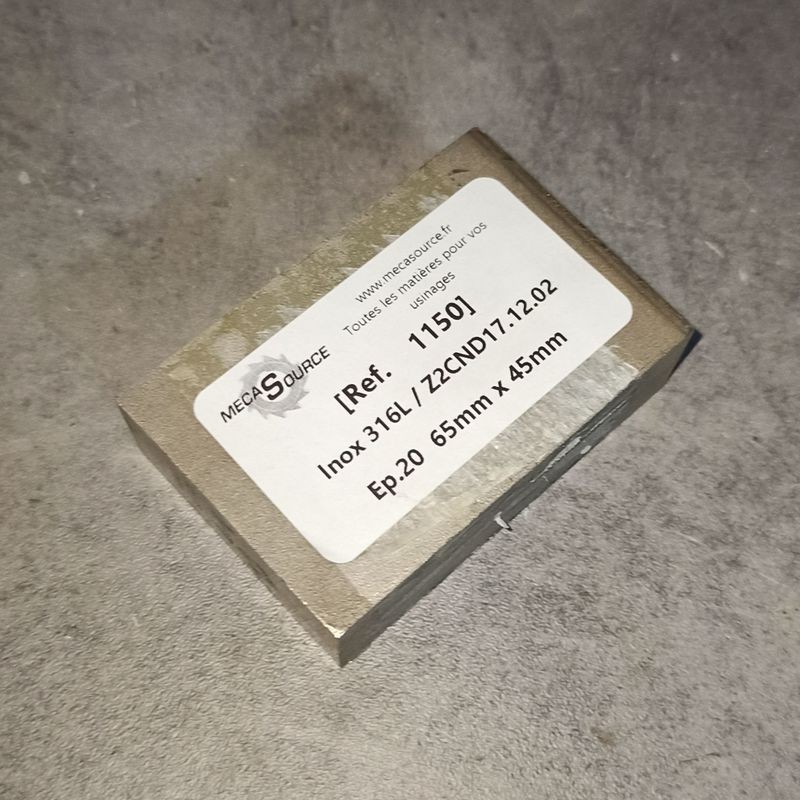 MECASOURCE
www.mecasource.fr
Toutes les matières pour vos
usinages
[Ref. 1150]
Inox 316L / Z2CND17.12.02
Ep.20 65mm x 45mm